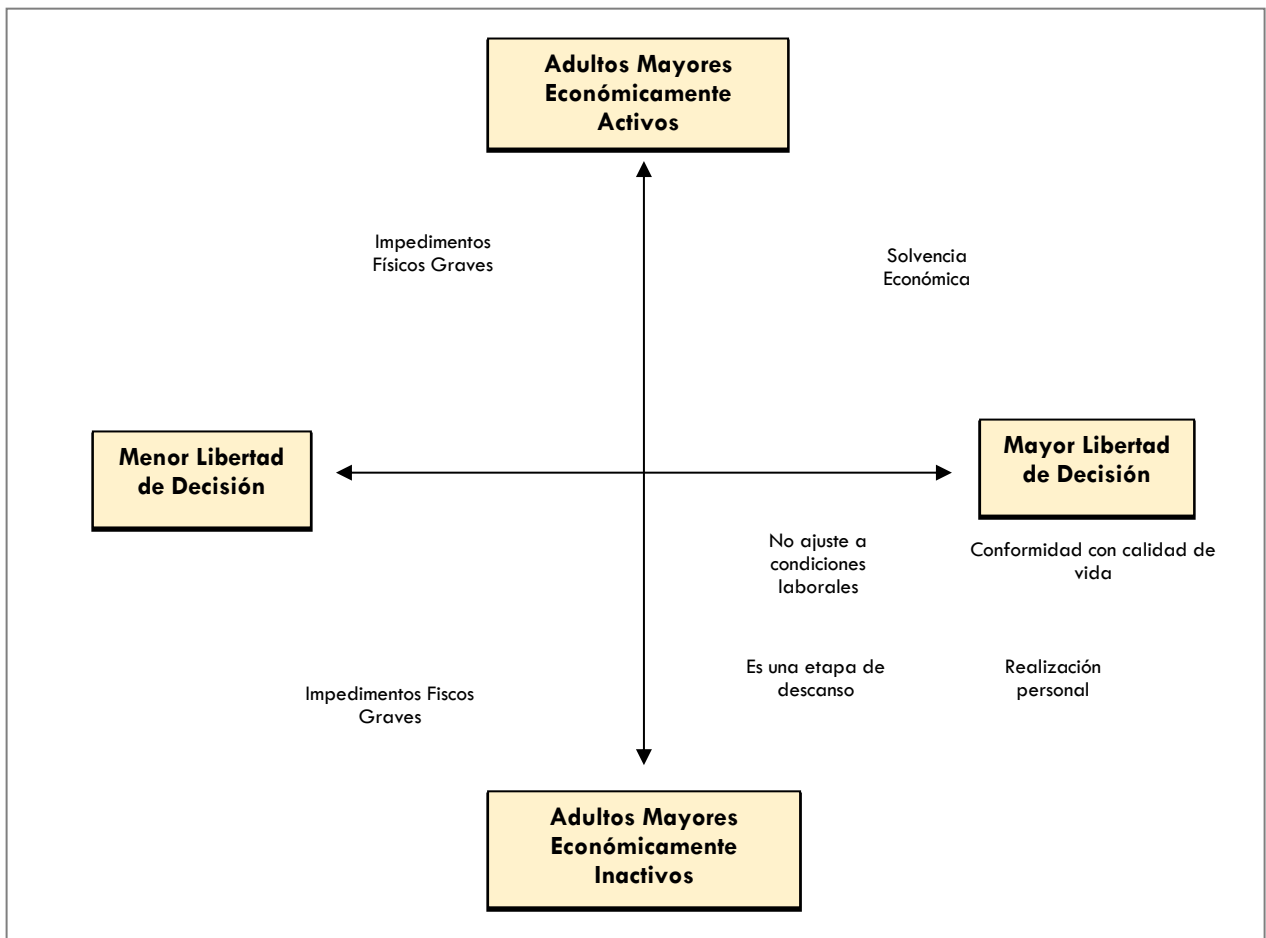 Adultos Mayores
Económicamente
Activos
Impedimentos
Físicos Graves
Solvencia
Económica
Menor Libertad
de Decisión
Mayor Libertad
de Decisión
No ajuste a
condiciones
laborales
Conformidad con calidad de
vida
Es una etapa de
descanso
Realización
personal
Impedimentos Fiscos
Graves
Adultos Mayores
Económicamente
Inactivos